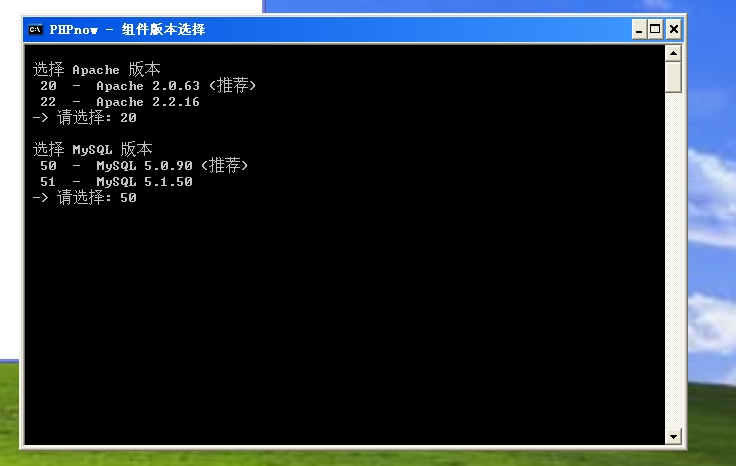 PHPnow - 组件版本选择
选择 Apache 版本
20 - Apache 2.0.63 (推荐)
22 - Apache 2.2.16
-> 请选择: 20
选择 MySQL 版本
50 - MySQL 5.0.90 (推荐)
51 - MySQL 5.1.50
-> 请选择: 50